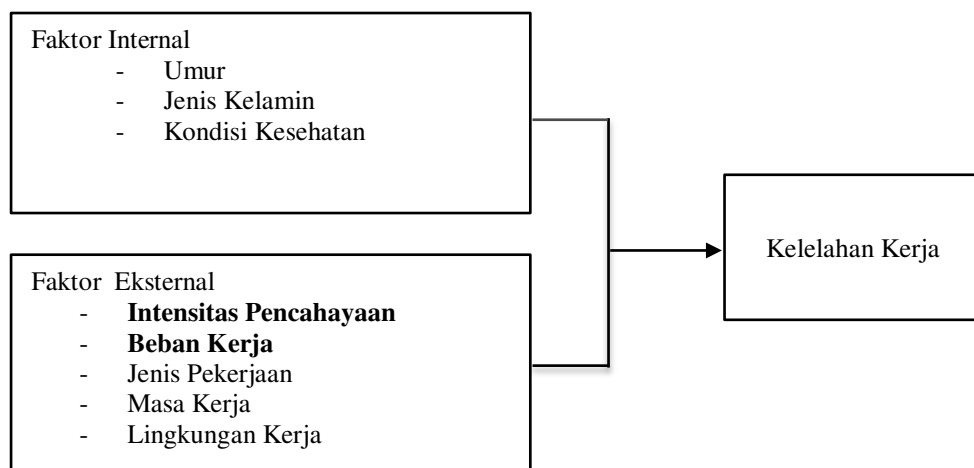 Faktor Internal
- Umur
- Jenis Kelamin
- Kondisi Kesehatan
Faktor Eksternal
- Intensitas Pencahayaan
- Beban Kerja
- Jenis Pekerjaan
- Masa Kerja
- Lingkungan Kerja
Kelelahan Kerja